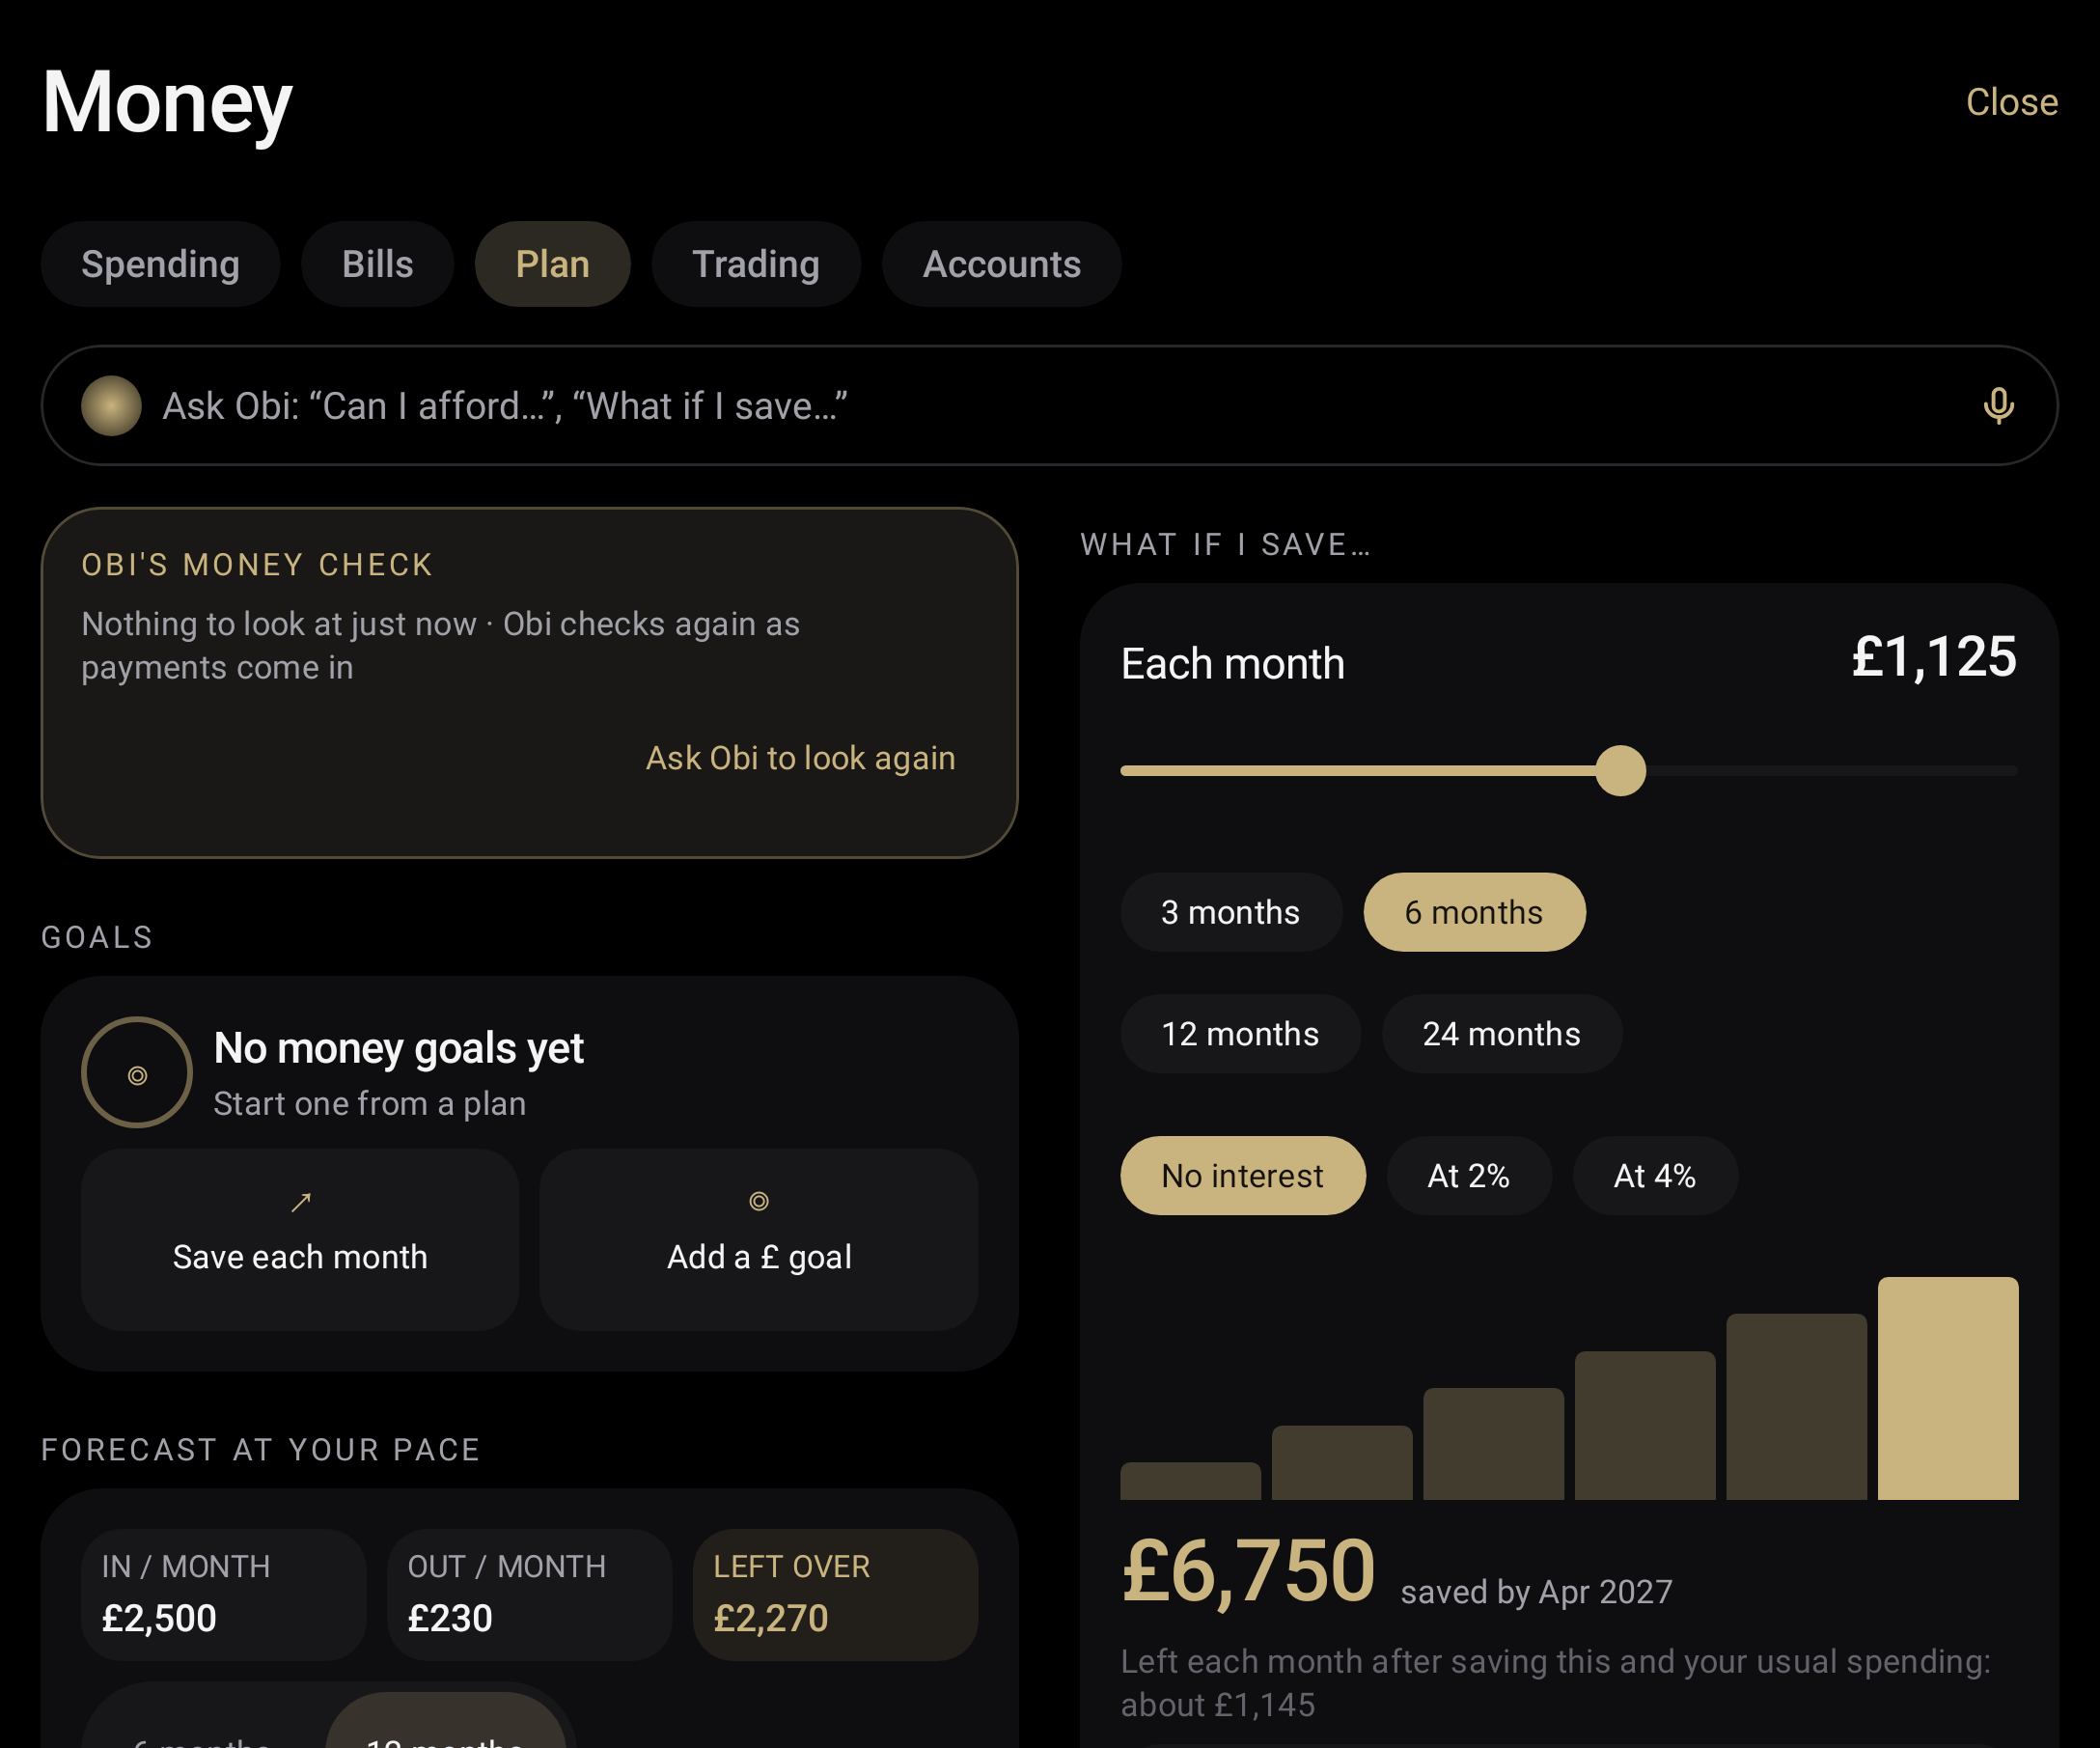 Money
Close
Spending
Bills
Plan
Trading
Accounts
Ask Obi: “Can I afford…”, “What if I save…”
OBI'S MONEY CHECK
Nothing to look at just now · Obi checks again as
payments come in
Ask Obi to look again
GOALS
No money goals yet
Start one from a plan
Save each month
Add a £ goal
FORECAST AT YOUR PACE
IN / MONTH
£2,500
OUT / MONTH
£230
LEFT OVER
£2,270
6 months
12 months
WHAT IF I SAVE…
Each month
£1,125
3 months
6 months
12 months
24 months
No interest
At 2%
At 4%
£6,750 saved by Apr 2027
Left each month after saving this and your usual spending:
about £1,145